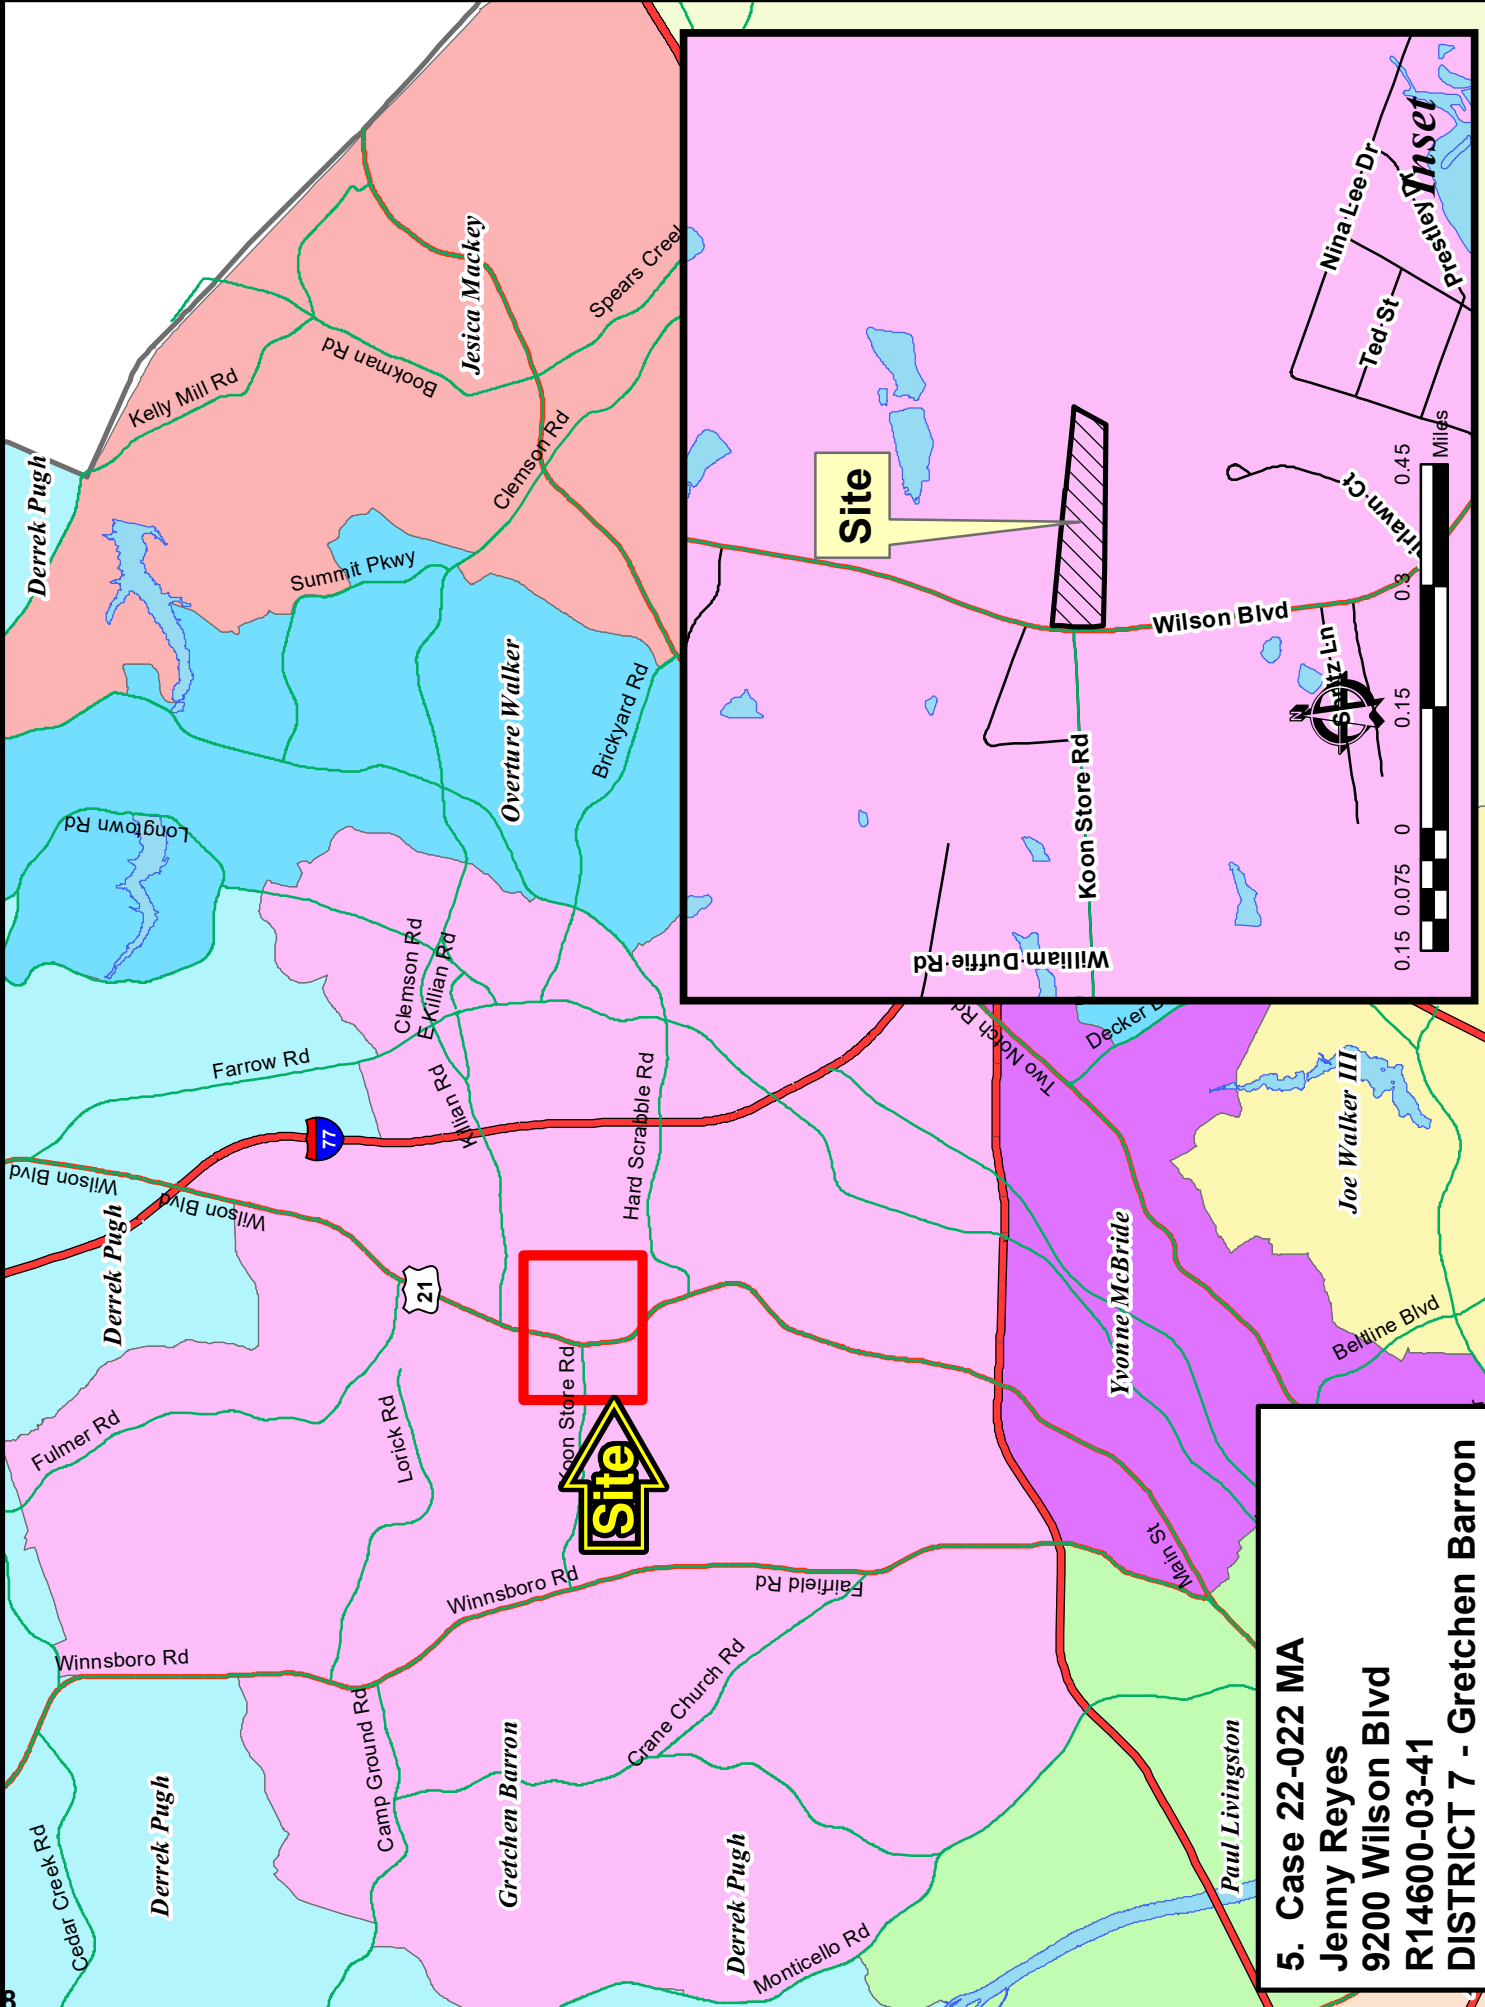 8
Derrek Pugh
Kelly Mill Rd
Bookman Rd
Jesica Mackey
Spears Creek
Clemson Rd
Summit Pkwy
Overture Walker
Brickyard Rd
Longtown Rd
Clemson Rd
E Killian Rd
Farrow Rd
Killian Rd
Hard Scrabble Rd
77
Wilson Blvd
Wilson Blvd
Derrek Pugh
21
Fulmer Rd
Lorick Rd
Koon Store Rd
Site
Winnsboro Rd
Winnsboro Rd
Fairfield Rd
Crane Church Rd
Camp Ground Rd
Cedar Creek Rd
Derrek Pugh
Gretchen Barron
Derrek Pugh
Monticello Rd
Paul Livingston
Main St
Yvonne McBride
Two Notch Rd
Decker
Joe Walker III
Beltline Blvd
Inset
Nina Lee Dr
Prestley Dr
Ted St
Site
Wilson Blvd
Koon Store Rd
William Duffie Rd
N
0.15 0.075 0 0.15 0.3 0.45
Miles
5. Case 22-022 MA
Jenny Reyes
9200 Wilson Blvd
R14600-03-41
DISTRICT 7 - Gretchen Barron